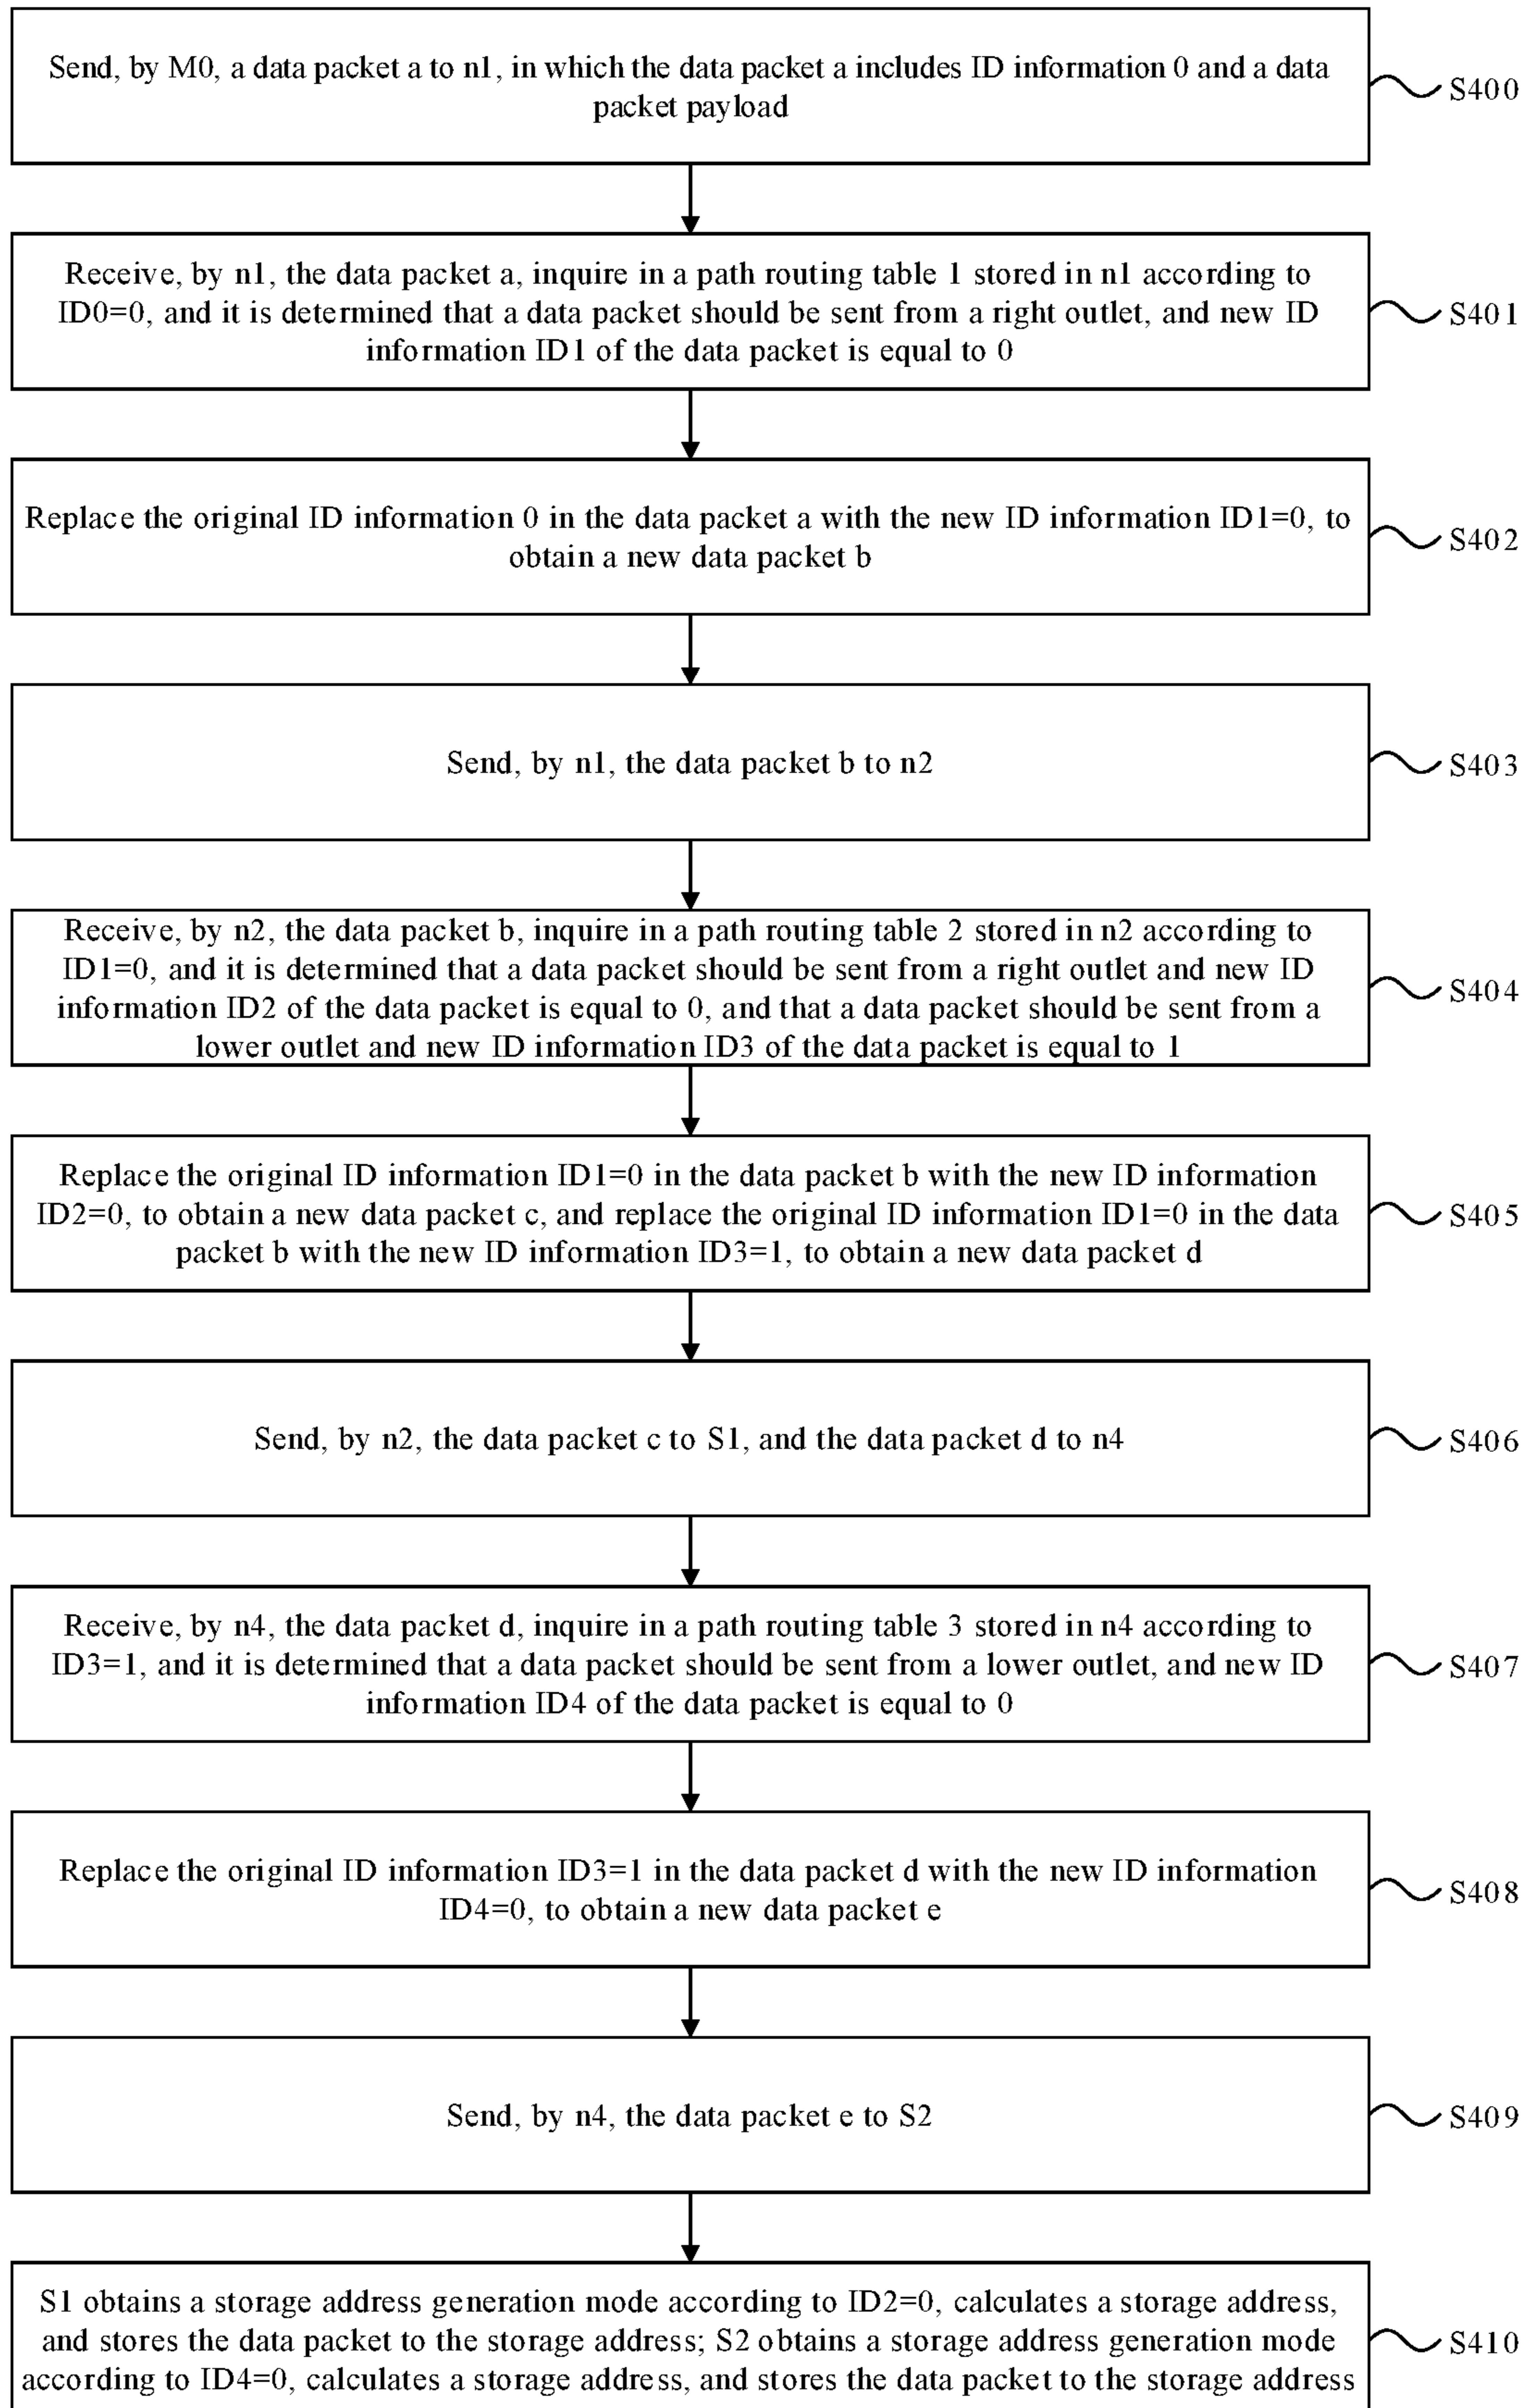 Send, by M0, a data packet a to n1, in which the data packet a includes ID information 0 and a data
packet payload
S400
Receive, by n1, the data packet a, inquire in a path routing table 1 stored in n1 according to
ID0=0, and it is determined that a data packet should be sent from a right outlet, and new ID
information ID1 of the data packet is equal to 0
S401
Replace the original ID information 0 in the data packet a with the new ID information ID1=0, to
obtain a new data packet b
S402
Send, by n1, the data packet b to n2
S403
Receive, by n2, the data packet b, inquire in a path routing table 2 stored in n2 according to
ID1=0, and it is determined that a data packet should be sent from a right outlet and new ID
information ID2 of the data packet is equal to 0, and that a data packet should be sent from a
lower outlet and new ID information ID3 of the data packet is equal to 1
S404
Replace the original ID information ID1=0 in the data packet b with the new ID information
ID2=0, to obtain a new data packet c, and replace the original ID information ID1=0 in the data
packet b with the new ID information ID3=1, to obtain a new data packet d
S405
Send, by n2, the data packet c to S1, and the data packet d to n4
S406
Receive, by n4, the data packet d, inquire in a path routing table 3 stored in n4 according to
ID3=1, and it is determined that a data packet should be sent from a lower outlet, and new ID
information ID4 of the data packet is equal to 0
S407
Replace the original ID information ID3=1 in the data packet d with the new ID information
ID4=0, to obtain a new data packet e
S408
Send, by n4, the data packet e to S2
S409
S1 obtains a storage address generation mode according to ID2=0, calculates a storage address,
and stores the data packet to the storage address; S2 obtains a storage address generation mode
according to ID4=0, calculates a storage address, and stores the data packet to the storage address
S410